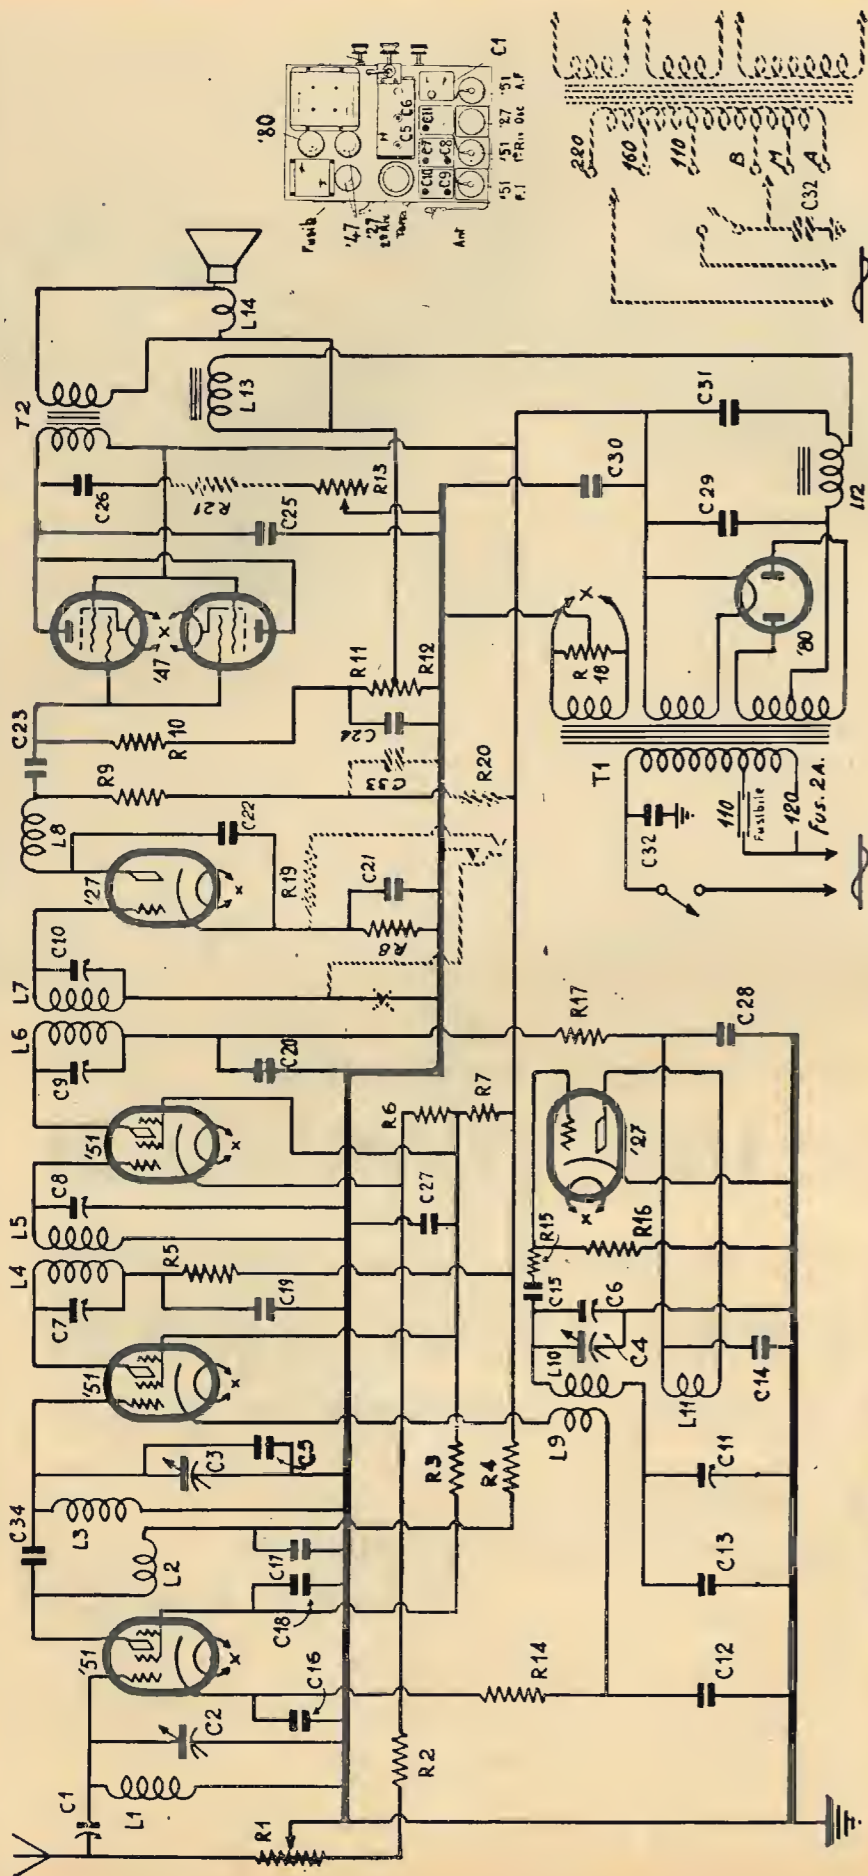 C1
L1
C2
'51
C34
L2
L3
C3
C5
'51
C7
L4
R5
L5
C8
'51
C9
L6
L7
C10
'27
L8
C22
R9
C23
R10
'47
C26
R21
R13
C25
T2
L14
L13
R1
C16
C18
C17
C19
C20
R8
C21
R19
C24
R11
R12
R20
R2
R3
R4
C27
R6
R7
R14
L9
L10
C4
C6
C15
R15
R16
'27
R17
C12
C13
C11
L11
C14
C28
R
18
X
C30
T1
C32
110
Fusibile
120
Fus. 2A.
'80
C29
C31
L12
'80
Fusib
'47
'27
Ant
C5
C6
C7
C8
C9
C10
C11
C1
'51
F.I
'51
'27
Osc
'51
A.F
220
160
110
B
M
A
C32